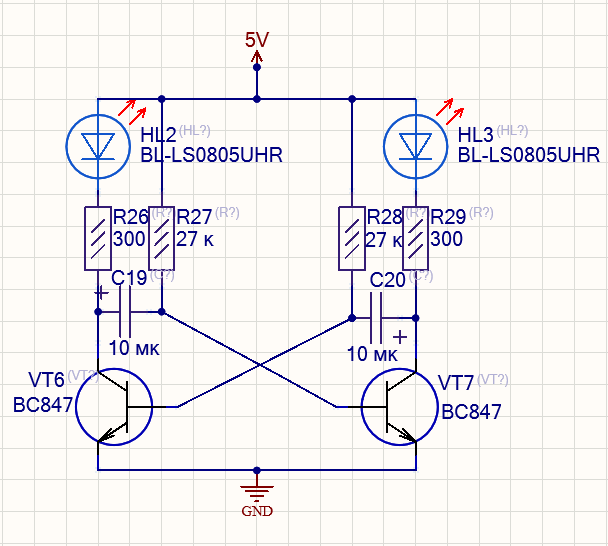 5V
HL2 (HL?)
BL-LS0805UHR
HL3 (HL?)
BL-LS0805UHR
R26 (R?)
300
R27 (R?)
27 к
R28 (R?)
27 к
R29 (R?)
300
C19 (C?)
+
10 мк
C20 (C?)
+
10 мк
VT6 (VT?)
BC847
VT7 (VT?)
BC847
GND